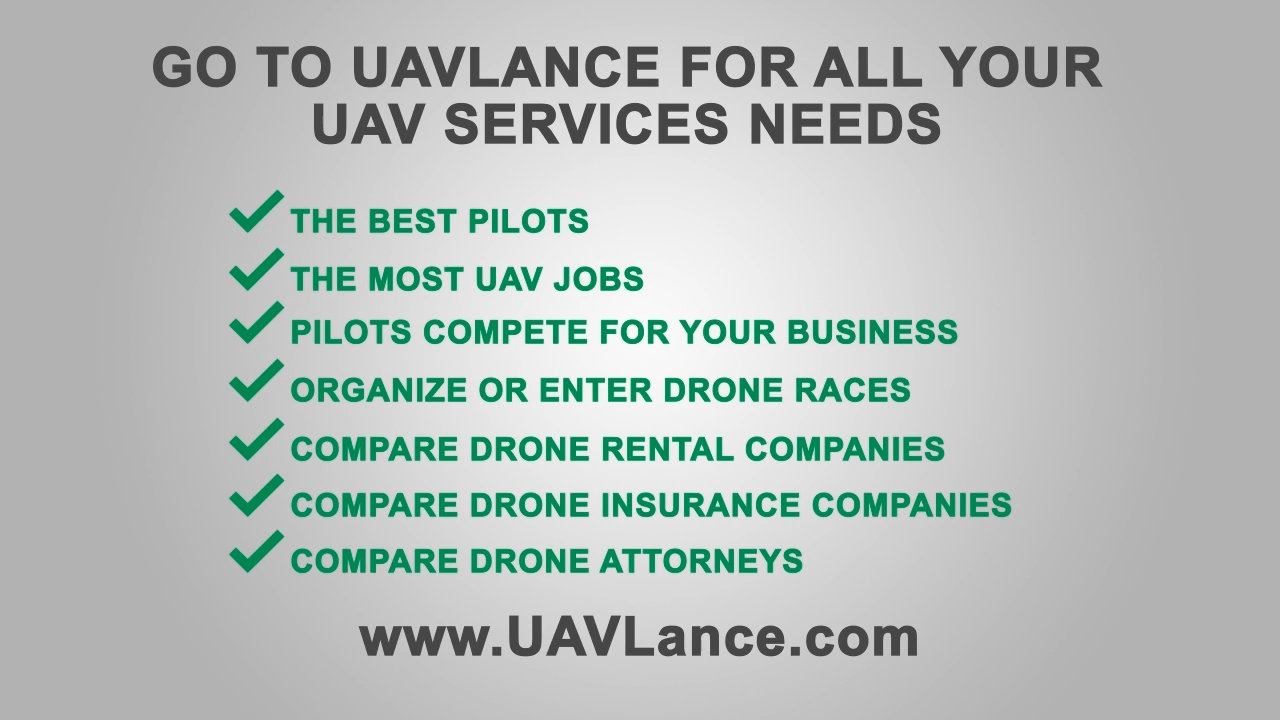 GO TO UAVLANCE FOR ALL YOUR
UAV SERVICES NEEDS
THE BEST PILOTS
THE MOST UAV JOBS
PILOTS COMPETE FOR YOUR BUSINESS
ORGANIZE OR ENTER DRONE RACES
COMPARE DRONE RENTAL COMPANIES
COMPARE DRONE INSURANCE COMPANIES
COMPARE DRONE ATTORNEYS
www.UAVLance.com